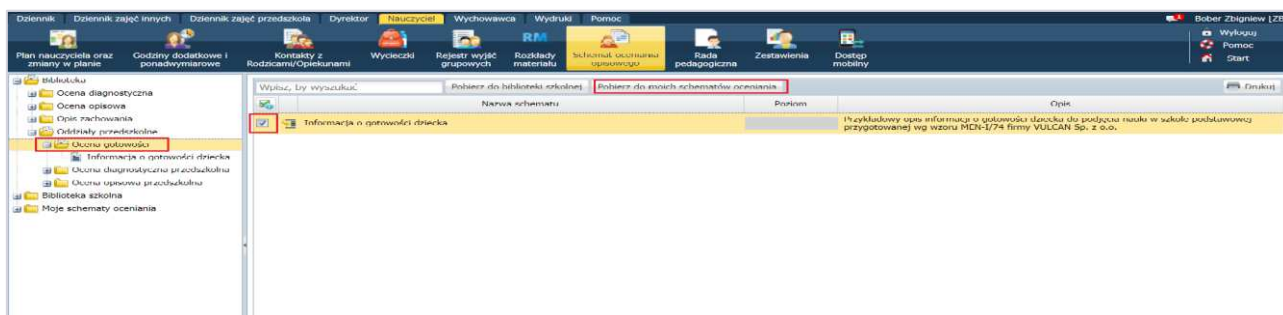 Dziennik Dziennik zajęć innych Dziennik zajęć przedszkola Dyrektor Nauczyciel Wychowawca Wydruki Pomoc Bober Zbigniew [ZB
Plan nauczyciela oraz zmiany w planie
Godziny dodatkowe i ponadwymiarowe
Kontakty z Rodzicami/Opiekunami
Wycieczki
Rejestr wyjść grupowych
RM
Rozkłady materiału
Schemat oceniania opisowego
Rada pedagogiczna
Zestawienia
Dostęp mobilny
Wyloguj
Pomoc
Start
Biblioteka
Ocena diagnostyczna
Ocena opisowa
Opis zachowania
Oddziały przedszkolne
Ocena gotowości
Informacja o gotowości dziecka
Ocena diagnostyczna przedszkolna
Ocena opisowa przedszkolna
Biblioteka szkolna
Moje schematy oceniania
Wpisz, by wyszukać Pobierz do biblioteki szkolnej Pobierz do moich schematów oceniania Drukuj
Nazwa schematu Poziom Opis
Informacja o gotowości dziecka
Przykładowy opis informacji o gotowości dziecka do podjęcia nauki w szkole podstawowej
przygotowanej wg wzoru MEN-I/74 firmy VULCAN Sp. z o.o.